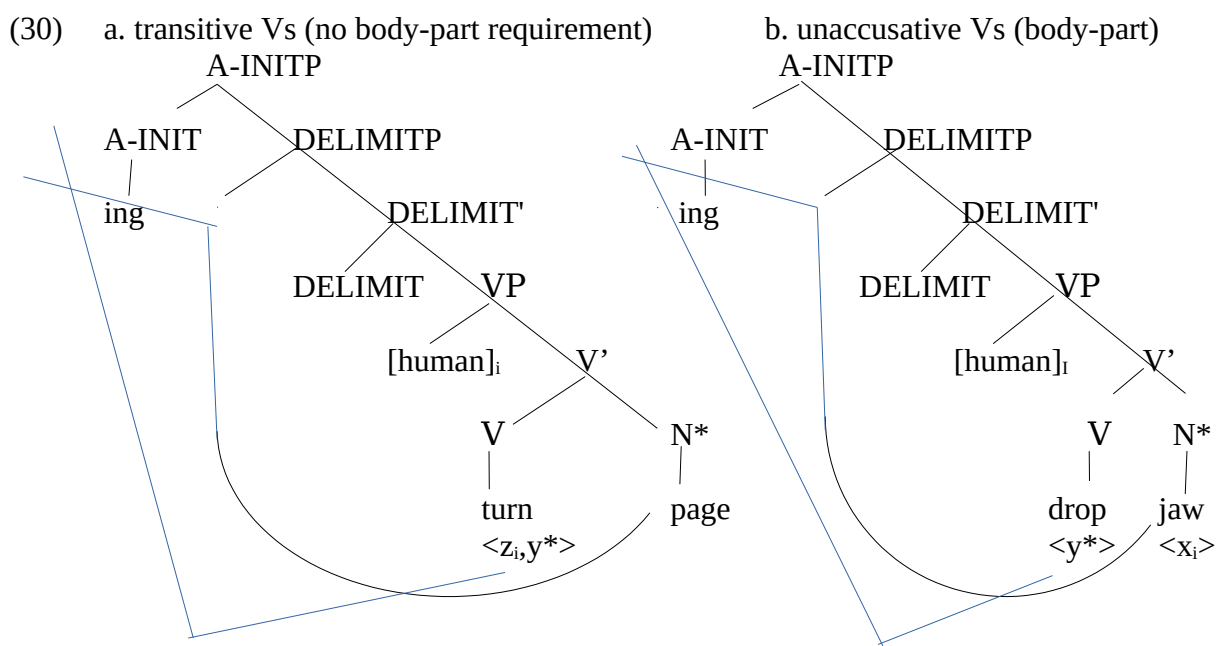 (30) a. transitive Vs (no body-part requirement) b. unaccusative Vs (body-part)
A-INITP A-INITP
A-INIT DELIMITP A-INIT DELIMITP
ing DELIMIT' ing DELIMIT'
DELIMIT VP DELIMIT VP
[human]i V’ [human]I V’
V N* V N*
turn page drop jaw
<zi,y*> <y*> <xi>